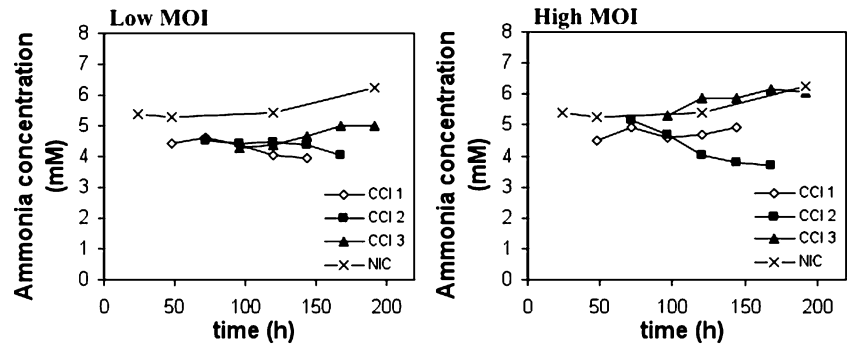 Low MOI
Ammonia concentration
(mM)
8
7
6
5
4
3
2
1
0
CCI 1
CCI 2
CCI 3
NIC
0 50 100 150 200
time (h)
High MOI
Ammonia concentration
(mM)
8
7
6
5
4
3
2
1
0
CCI 1
CCI 2
CCI 3
NIC
0 50 100 150 200
time (h)